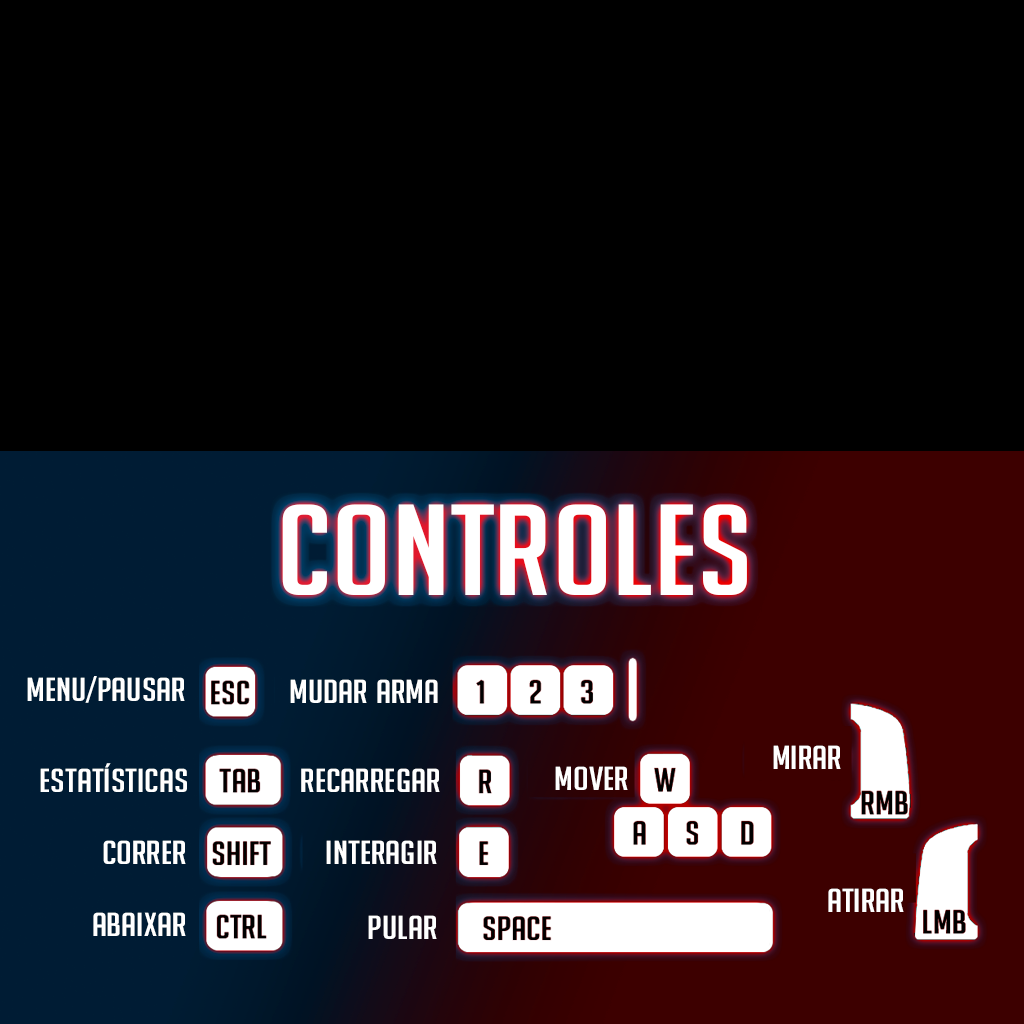 CONTROLES
MENU/PAUSAR ESC MUDAR ARMA 1 2 3
ESTATÍSTICAS TAB RECARREGAR R MOVER W MIRAR RMB
CORRER SHIFT INTERAGIR E A S D
ABAIXAR CTRL PULAR SPACE ATIRAR LMB